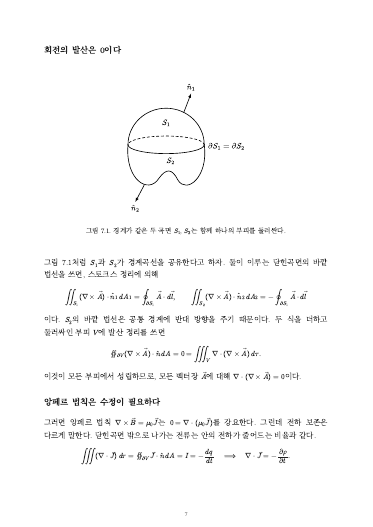 회전의 발산은 0이다
n̂₁
S₁
∂S₁ = ∂S₂
S₂
n̂₂
그림 7.1. 경계가 같은 두 곡면 S₁, S₂는 함께 하나의 부피를 둘러싼다.
그림 7.1처럼 S₁과 S₂가 경계곡선을 공유한다고 하자. 둘이 이루는 닫힌곡면의 바깥
법선을 쓰면, 스토크스 정리에 의해
∬_{S₁} (∇ × A⃗) · n̂₁ dA₁ = ∮_{∂S₁} A⃗ · dl⃗, ∬_{S₂} (∇ × A⃗) · n̂₂ dA₂ = − ∮_{∂S₁} A⃗ · dl⃗
이다. S₂의 바깥 법선은 공통 경계에 반대 방향을 주기 때문이다. 두 식을 더하고
둘러싸인 부피 V에 발산 정리를 쓰면
∯_{∂V} (∇ × A⃗) · n̂ dA = 0 = ∭_V ∇ · (∇ × A⃗) dτ.
이것이 모든 부피에서 성립하므로, 모든 벡터장 A⃗에 대해 ∇ · (∇ × A⃗) = 0이다.
앙페르 법칙은 수정이 필요하다
그러면 앙페르 법칙 ∇ × B⃗ = μ₀J⃗는 0 = ∇ · (μ₀J⃗)를 강요한다. 그런데 전하 보존은
다르게 말한다. 닫힌곡면 밖으로 나가는 전류는 안의 전하가 줄어드는 비율과 같다.
∭ (∇ · J⃗) dτ = ∯_{∂V} J⃗ · n̂ dA = I = − dq/dt ⟹ ∇ · J⃗ = − ∂ρ/∂t
7